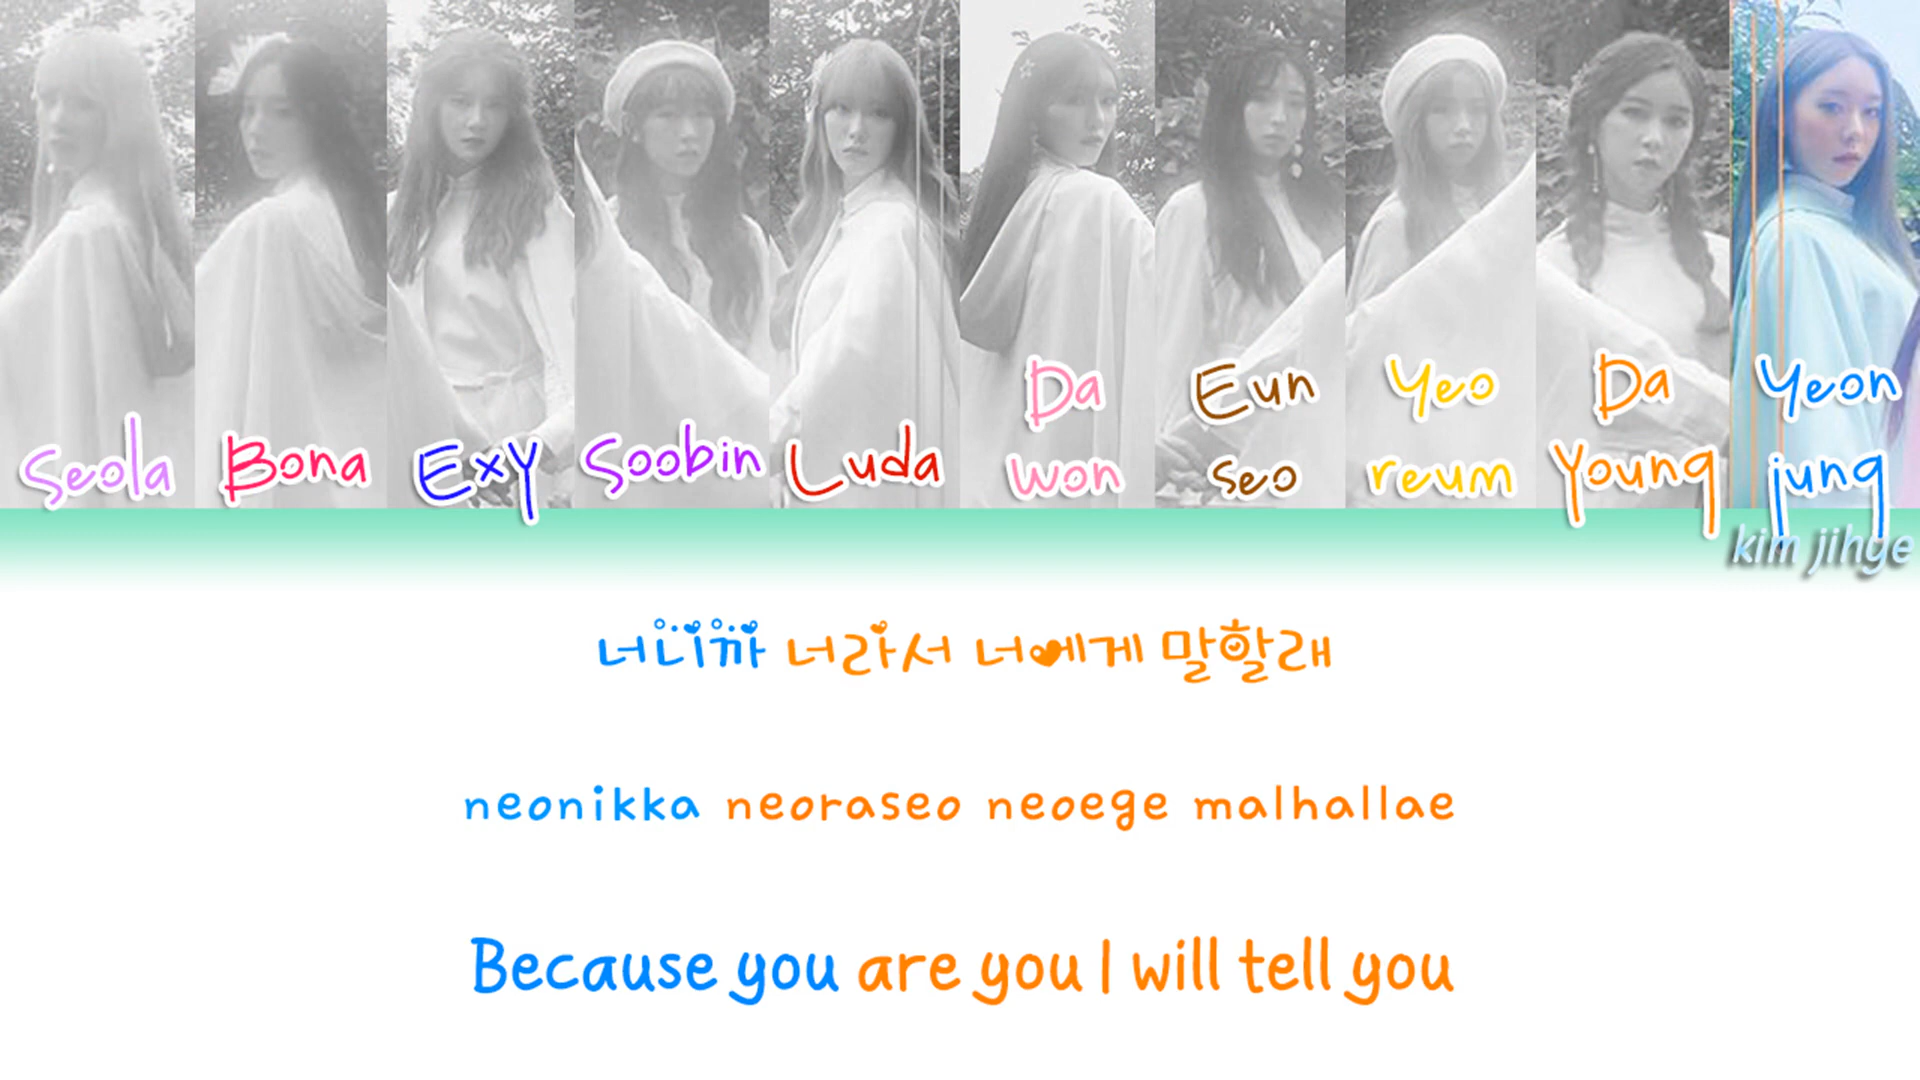 Seola Bona Exy Soobin Luda Da won Eun seo Yeo reum Da Young Yeon jung
kim jihye
너니까 너라서 너에게 말할래
neonikka neoraseo neoege malhallae
Because you are you I will tell you